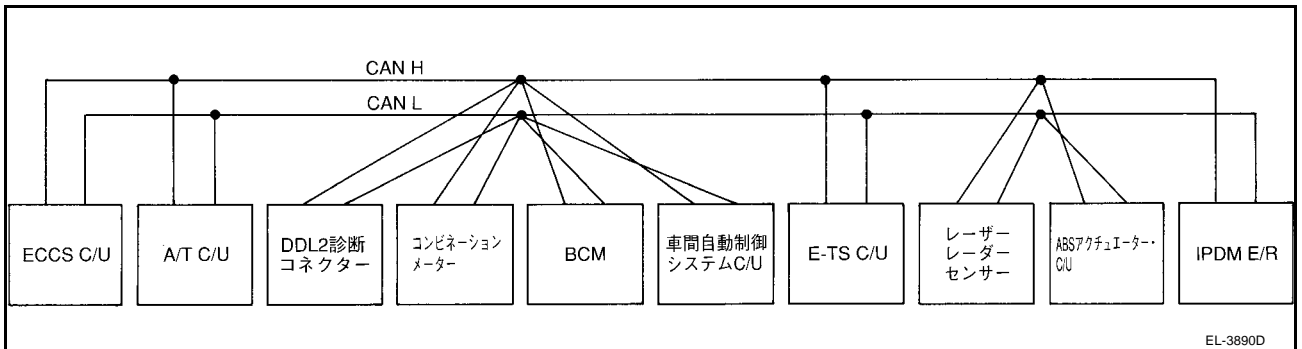 CAN H
CAN L
ECCS C/U
A/T C/U
DDL2診断
コネクター
コンビネーション
メーター
BCM
車間自動制御
システムC/U
E-TS C/U
レーザー
レーダー
センサー
ABSアクチュエーター・
C/U
IPDM E/R
EL-3890D